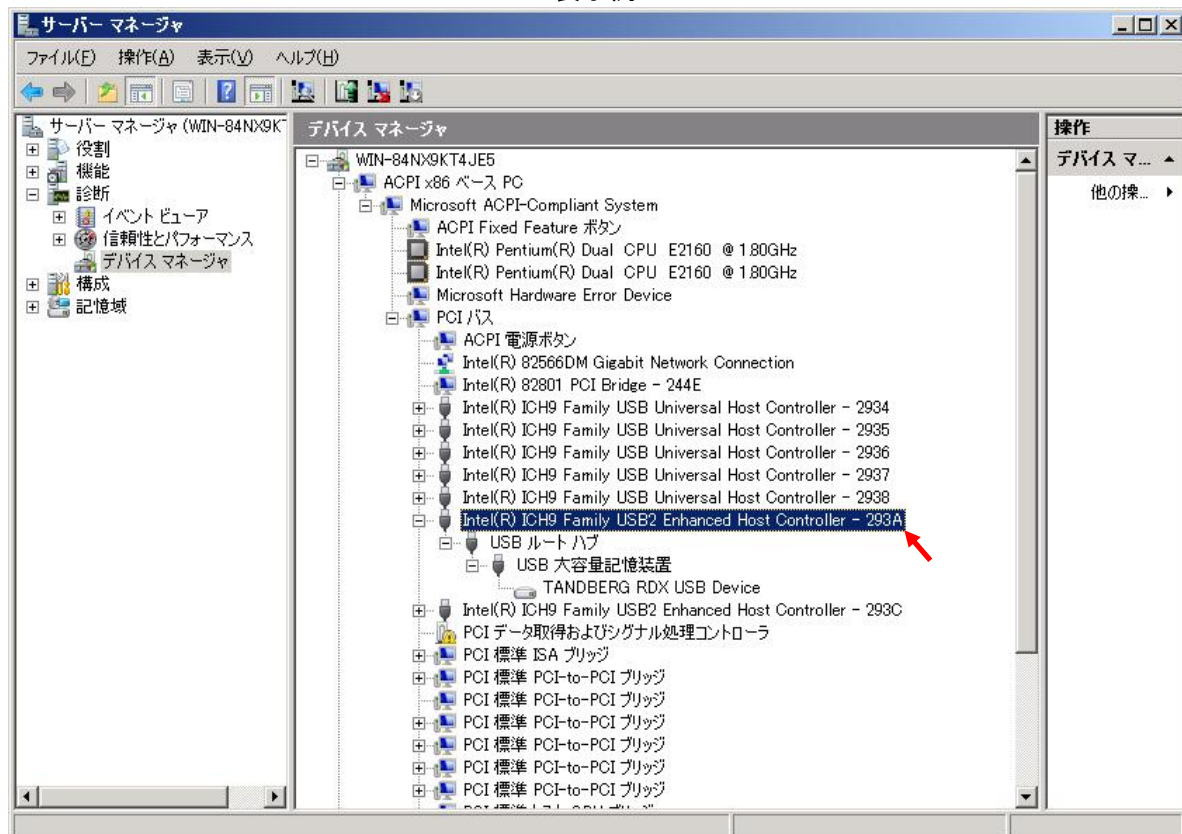 サーバー マネージャ
ファイル(F) 操作(A) 表示(V) ヘルプ(H)
サーバー マネージャ (WIN-84NX9K
役割
機能
診断
イベント ビューア
信頼性とパフォーマンス
デバイス マネージャ
構成
記憶域
デバイス マネージャ
WIN-84NX9KT4JE5
ACPI x86 ベース PC
Microsoft ACPI-Compliant System
ACPI Fixed Feature ボタン
Intel(R) Pentium(R) Dual CPU E2160 @ 1.80GHz
Intel(R) Pentium(R) Dual CPU E2160 @ 1.80GHz
Microsoft Hardware Error Device
PCI バス
ACPI 電源ボタン
Intel(R) 82566DM Gigabit Network Connection
Intel(R) 82801 PCI Bridge - 244E
Intel(R) ICH9 Family USB Universal Host Controller - 2934
Intel(R) ICH9 Family USB Universal Host Controller - 2935
Intel(R) ICH9 Family USB Universal Host Controller - 2936
Intel(R) ICH9 Family USB Universal Host Controller - 2937
Intel(R) ICH9 Family USB Universal Host Controller - 2938
Intel(R) ICH9 Family USB2 Enhanced Host Controller - 293A
USB ルート ハブ
USB 大容量記憶装置
TANDBERG RDX USB Device
Intel(R) ICH9 Family USB2 Enhanced Host Controller - 293C
PCI データ取得およびシグナル処理コントローラ
PCI 標準 ISA ブリッジ
PCI 標準 PCI-to-PCI ブリッジ
PCI 標準 PCI-to-PCI ブリッジ
PCI 標準 PCI-to-PCI ブリッジ
PCI 標準 PCI-to-PCI ブリッジ
PCI 標準 PCI-to-PCI ブリッジ
PCI 標準 PCI-to-PCI ブリッジ
操作
デバイス マ...
他の操...